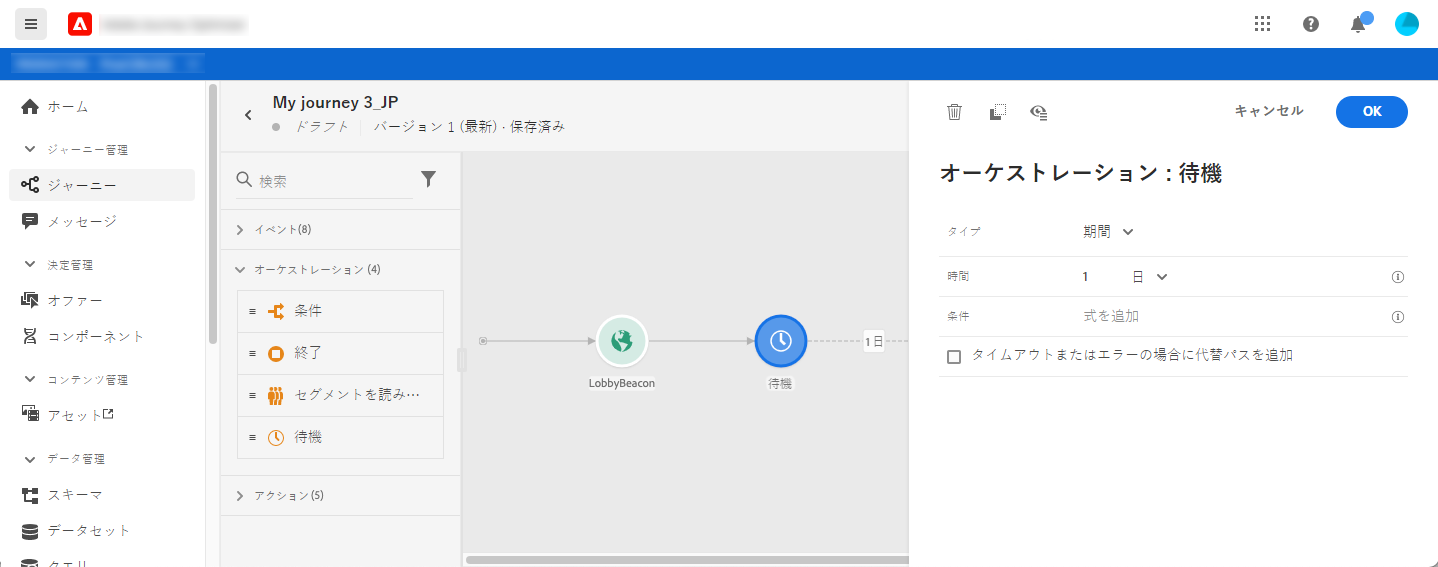 ホーム
ジャーニー管理
ジャーニー
メッセージ
決定管理
オファー
コンポーネント
コンテンツ管理
アセット
データ管理
スキーマ
データセット
クエリ
My journey 3_JP
ドラフト
バージョン 1 (最新) · 保存済み
検索
イベント(8)
オーケストレーション (4)
条件
終了
セグメントを読み…
待機
アクション (5)
LobbyBeacon
待機
1 日
キャンセル
OK
オーケストレーション : 待機
タイプ 期間
時間 1 日
条件 式を追加
タイムアウトまたはエラーの場合に代替パスを追加